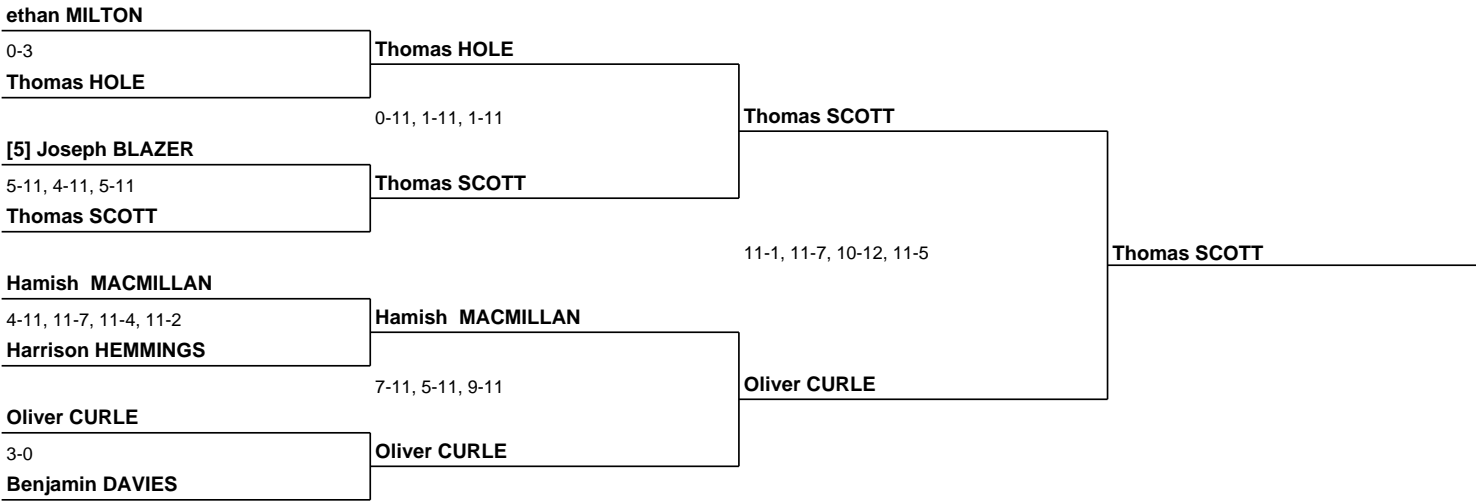 ethan MILTON
0-3
Thomas HOLE
Thomas HOLE
0-11, 1-11, 1-11
Thomas SCOTT
[5] Joseph BLAZER
5-11, 4-11, 5-11
Thomas SCOTT
Thomas SCOTT
11-1, 11-7, 10-12, 11-5
Thomas SCOTT
Hamish  MACMILLAN
4-11, 11-7, 11-4, 11-2
Hamish  MACMILLAN
Harrison HEMMINGS
7-11, 5-11, 9-11
Oliver CURLE
Oliver CURLE
3-0
Oliver CURLE
Benjamin DAVIES